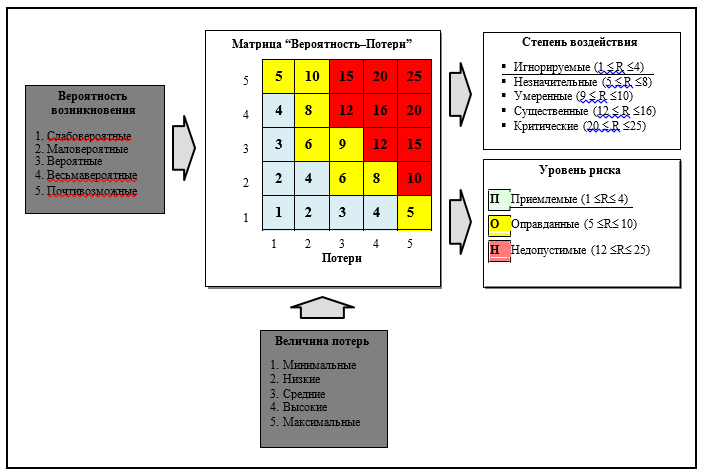 Матрица “Вероятность–Потери”
Степень воздействия
Игнорируемые (1 ≤ R ≤4)
Незначительные (5 ≤ R ≤8)
Умеренные (9 ≤ R ≤10)
Существенные (12 ≤ R ≤16)
Критические (20 ≤ R ≤25)
Вероятность
возникновения
1. Слабовероятные
2. Маловероятные
3. Вероятные
4. Весьмавероятные
5. Почтивозможные
5 5 10 15 20 25
4 4 8 12 16 20
3 3 6 9 12 15
2 2 4 6 8 10
1 1 2 3 4 5
1 2 3 4 5
Потери
Уровень риска
П Приемлемые (1 ≤R≤ 4)
О Оправданные (5 ≤R≤ 10)
Н Недопустимые (12 ≤R≤ 25)
Величина потерь
1. Минимальные
2. Низкие
3. Средние
4. Высокие
5. Максимальные